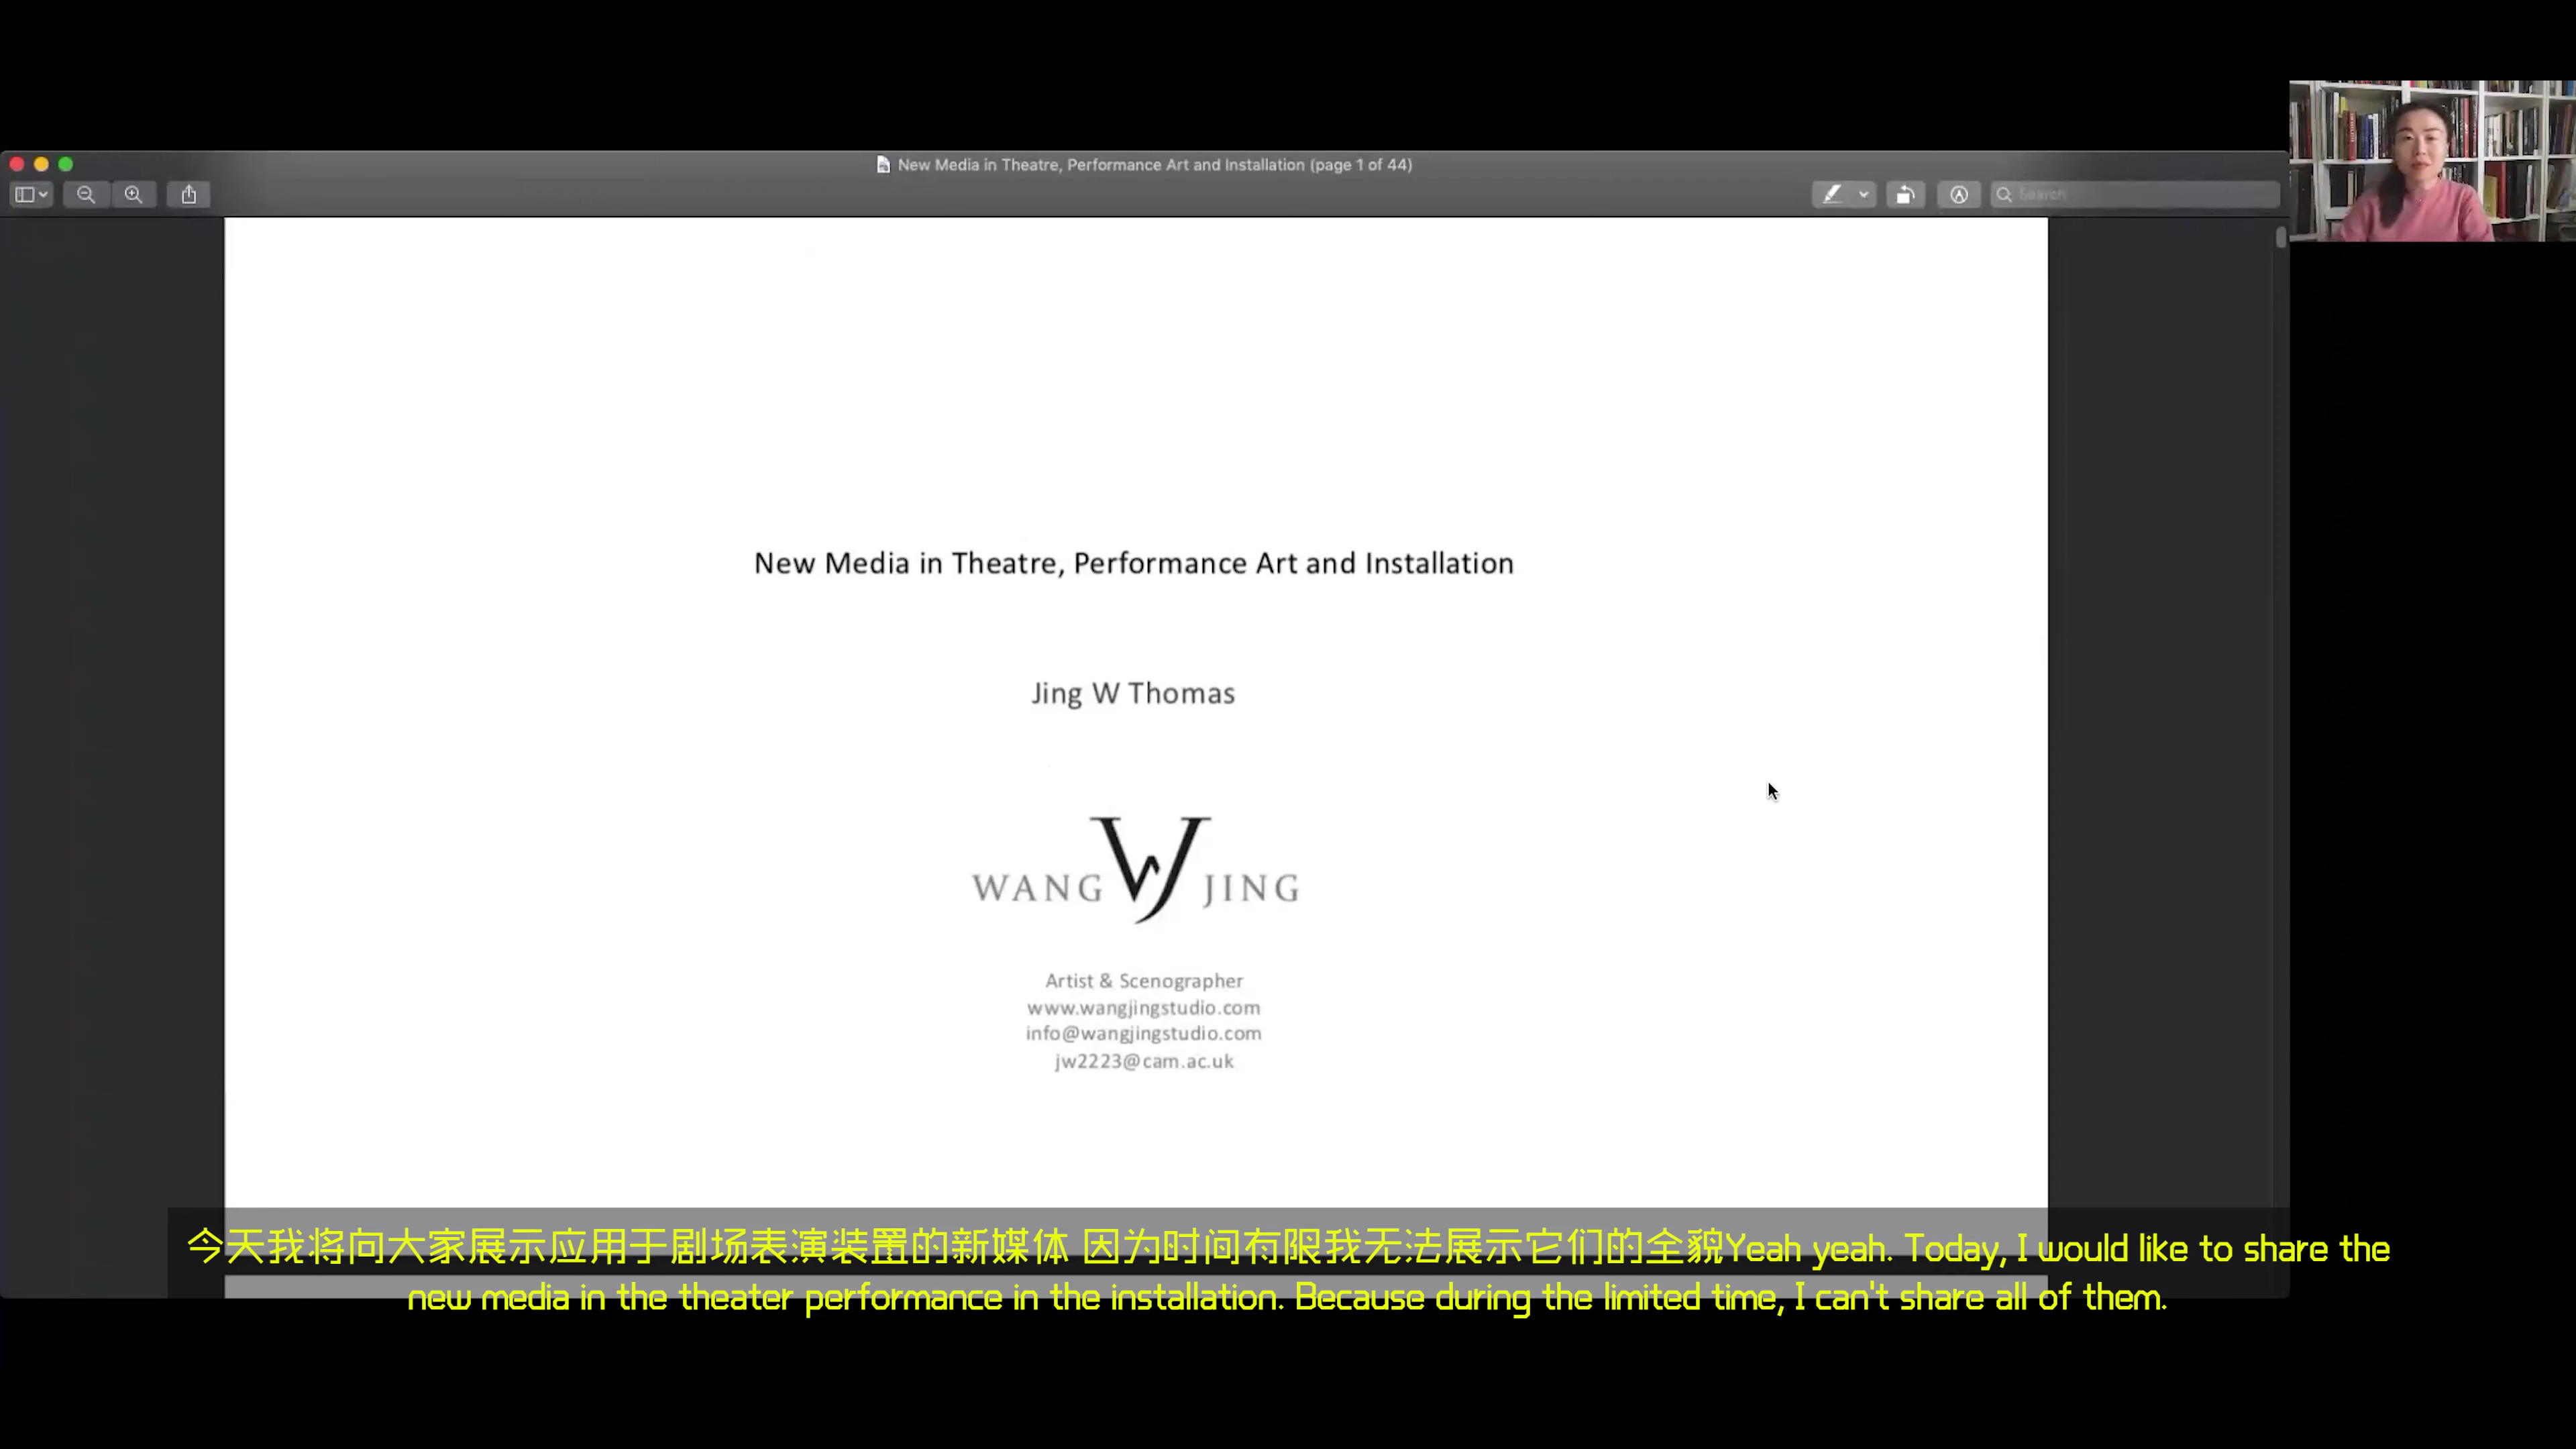 New Media in Theatre, Performance Art and Installation (page 1 of 44)
Search
New Media in Theatre, Performance Art and Installation
Jing W Thomas
WANG WJ JING
Artist & Scenographer
www.wangjingstudio.com
info@wangjingstudio.com
jw2223@cam.ac.uk
今天我将向大家展示应用于剧场表演装置的新媒体 因为时间有限我无法展示它们的全貌Yeah yeah. Today, I would like to share the
new media in the theater performance in the installation. Because during the limited time, I can't share all of them.